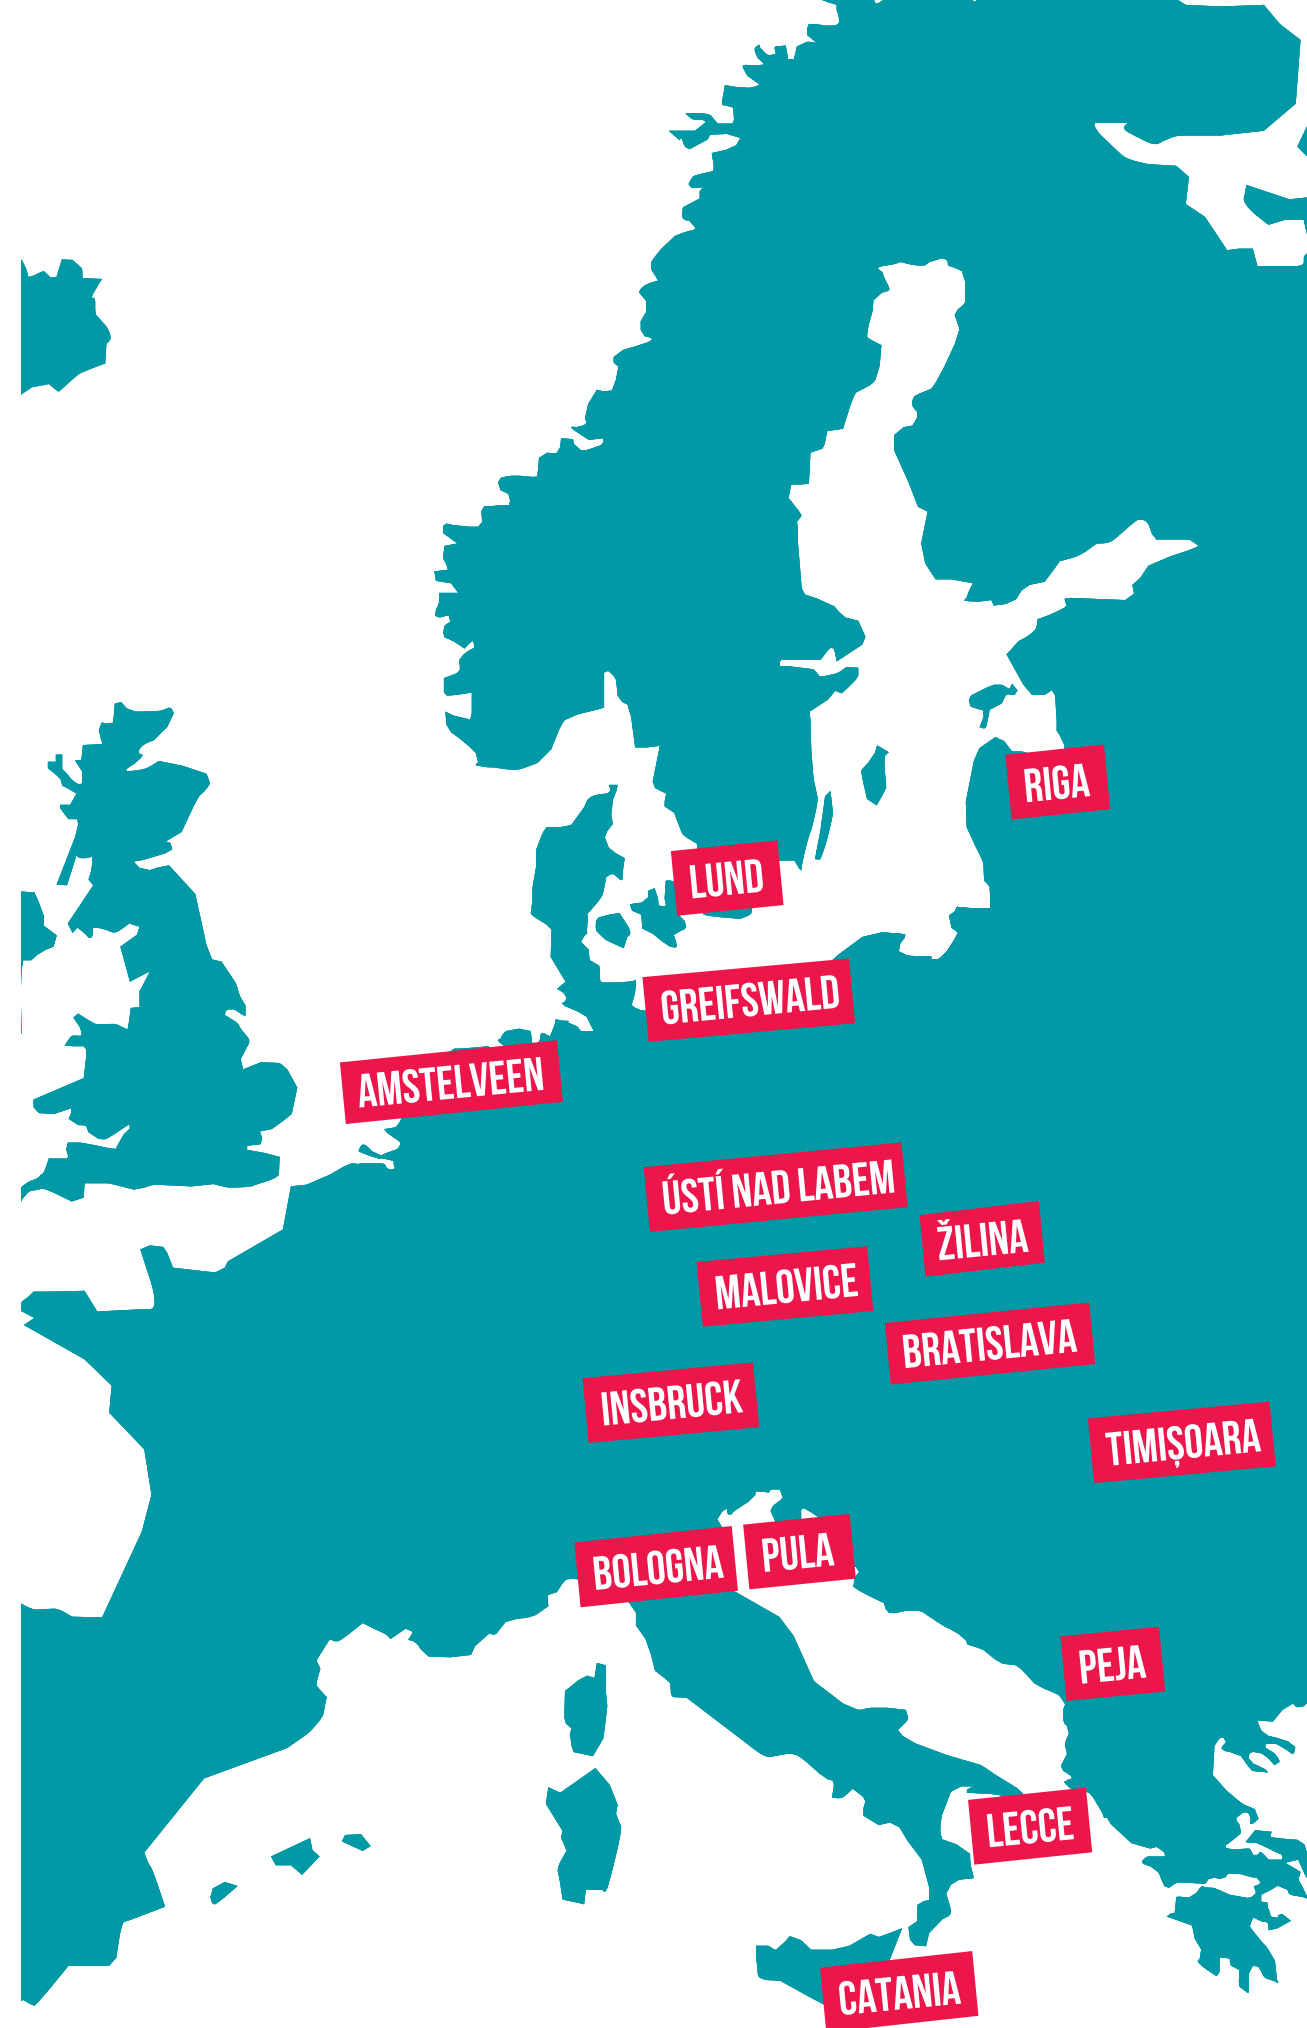 RIGA
LUND
GREIFSWALD
AMSTELVEEN
ÚSTÍ NAD LABEM
ŽILINA
MALOVICE
BRATISLAVA
INSBRUCK
TIMIȘOARA
BOLOGNA
PULA
PEJA
LECCE
CATANIA